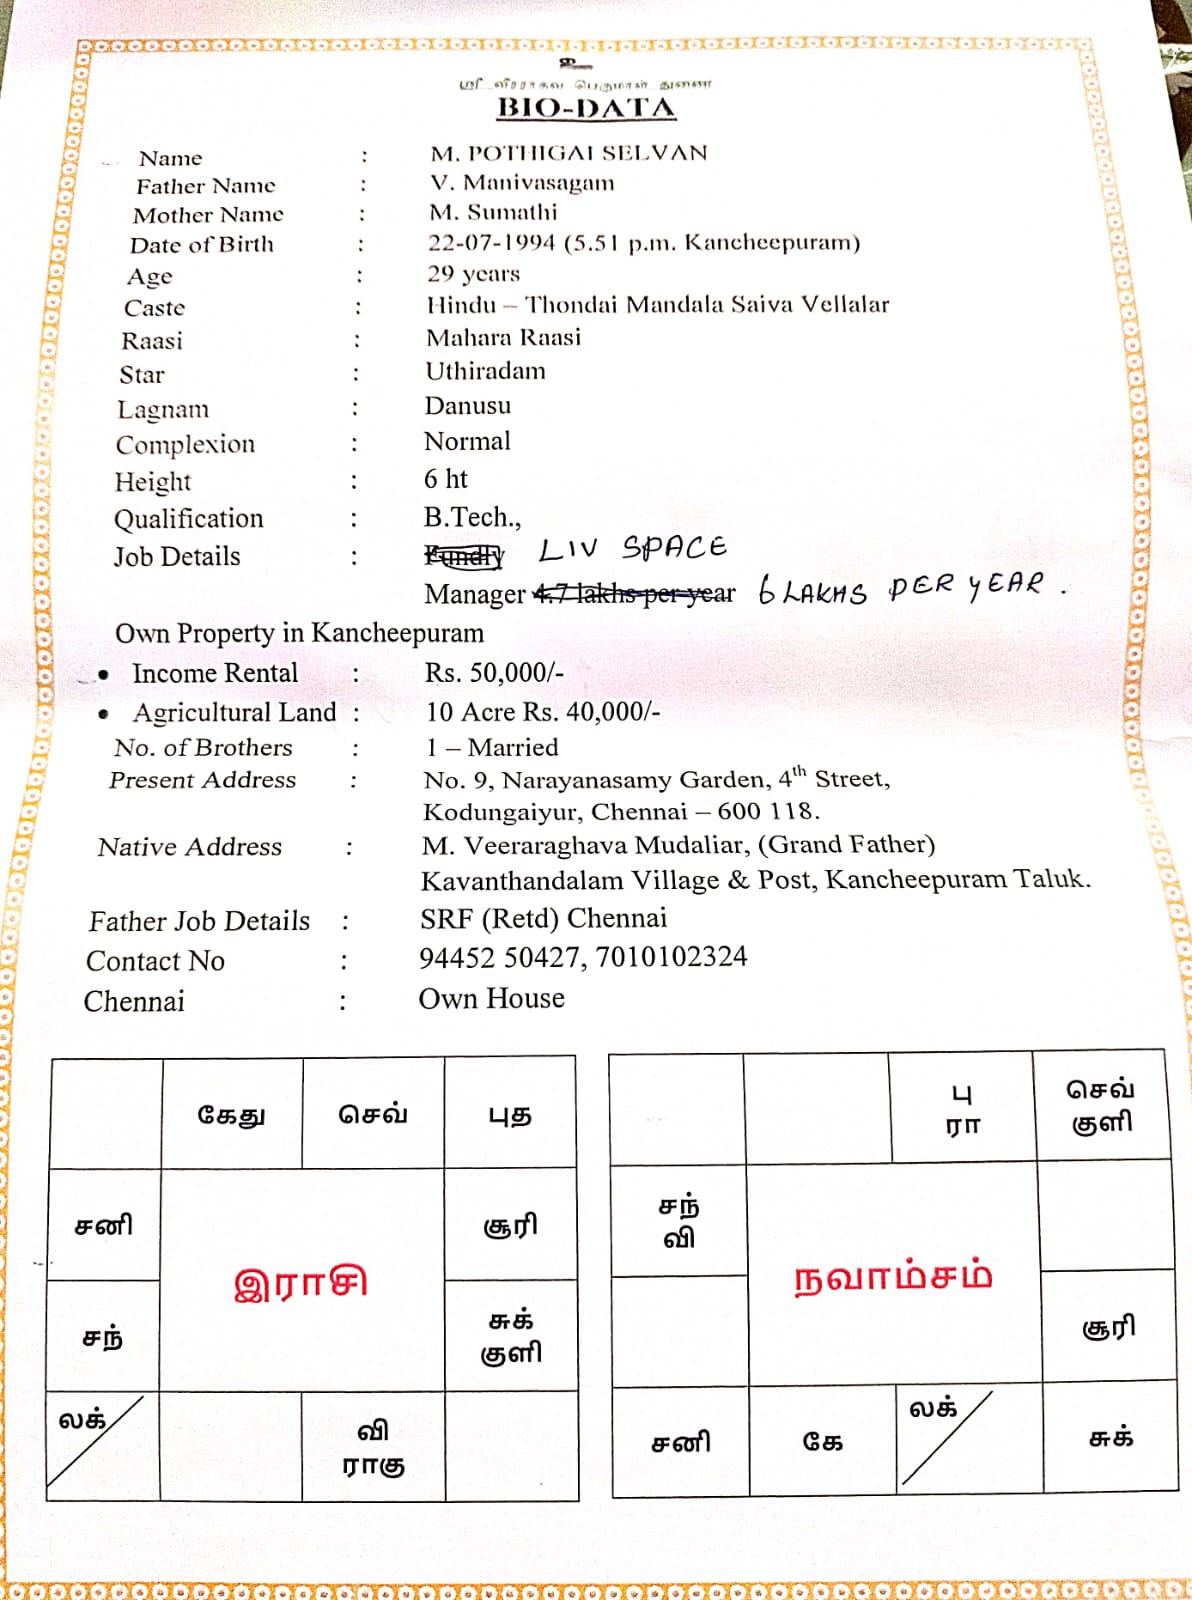 உ
ஸ்ரீ வீரராகவ பெருமாள் துணை
BIO-DATA
Name : M. POTHIGAI SELVAN
Father Name : V. Manivasagam
Mother Name : M. Sumathi
Date of Birth : 22-07-1994 (5.51 p.m. Kancheepuram)
Age : 29 years
Caste : Hindu – Thondai Mandala Saiva Vellalar
Raasi : Mahara Raasi
Star : Uthiradam
Lagnam : Danusu
Complexion : Normal
Height : 6 ht
Qualification : B.Tech.,
Job Details : LIV SPACE
Manager 4.7 lakhs per year 6 LAKHS PER YEAR.
Own Property in Kancheepuram
• Income Rental : Rs. 50,000/-
• Agricultural Land : 10 Acre Rs. 40,000/-
No. of Brothers : 1 – Married
Present Address : No. 9, Narayanasamy Garden, 4th Street,
Kodungaiyur, Chennai – 600 118.
Native Address : M. Veeraraghava Mudaliar, (Grand Father)
Kavanthandalam Village & Post, Kancheepuram Taluk.
Father Job Details : SRF (Retd) Chennai
Contact No : 94452 50427, 7010102324
Chennai : Own House
கேது செவ் புத
சனி சூரி
இராசி
சந் சுக்
குளி
லக் வி
ராகு
பு செவ்
ரா குளி
சந்
வி
நவாம்சம்
சூரி
சனி கே லக் சுக்